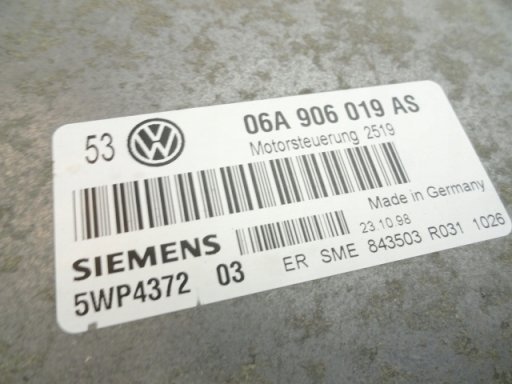 53 VW 06A 906 019 AS
Motorsteuerung 2519
Made in Germany
23.10.98
SIEMENS
5WP4372 03 ER SME 843503 R031 1026